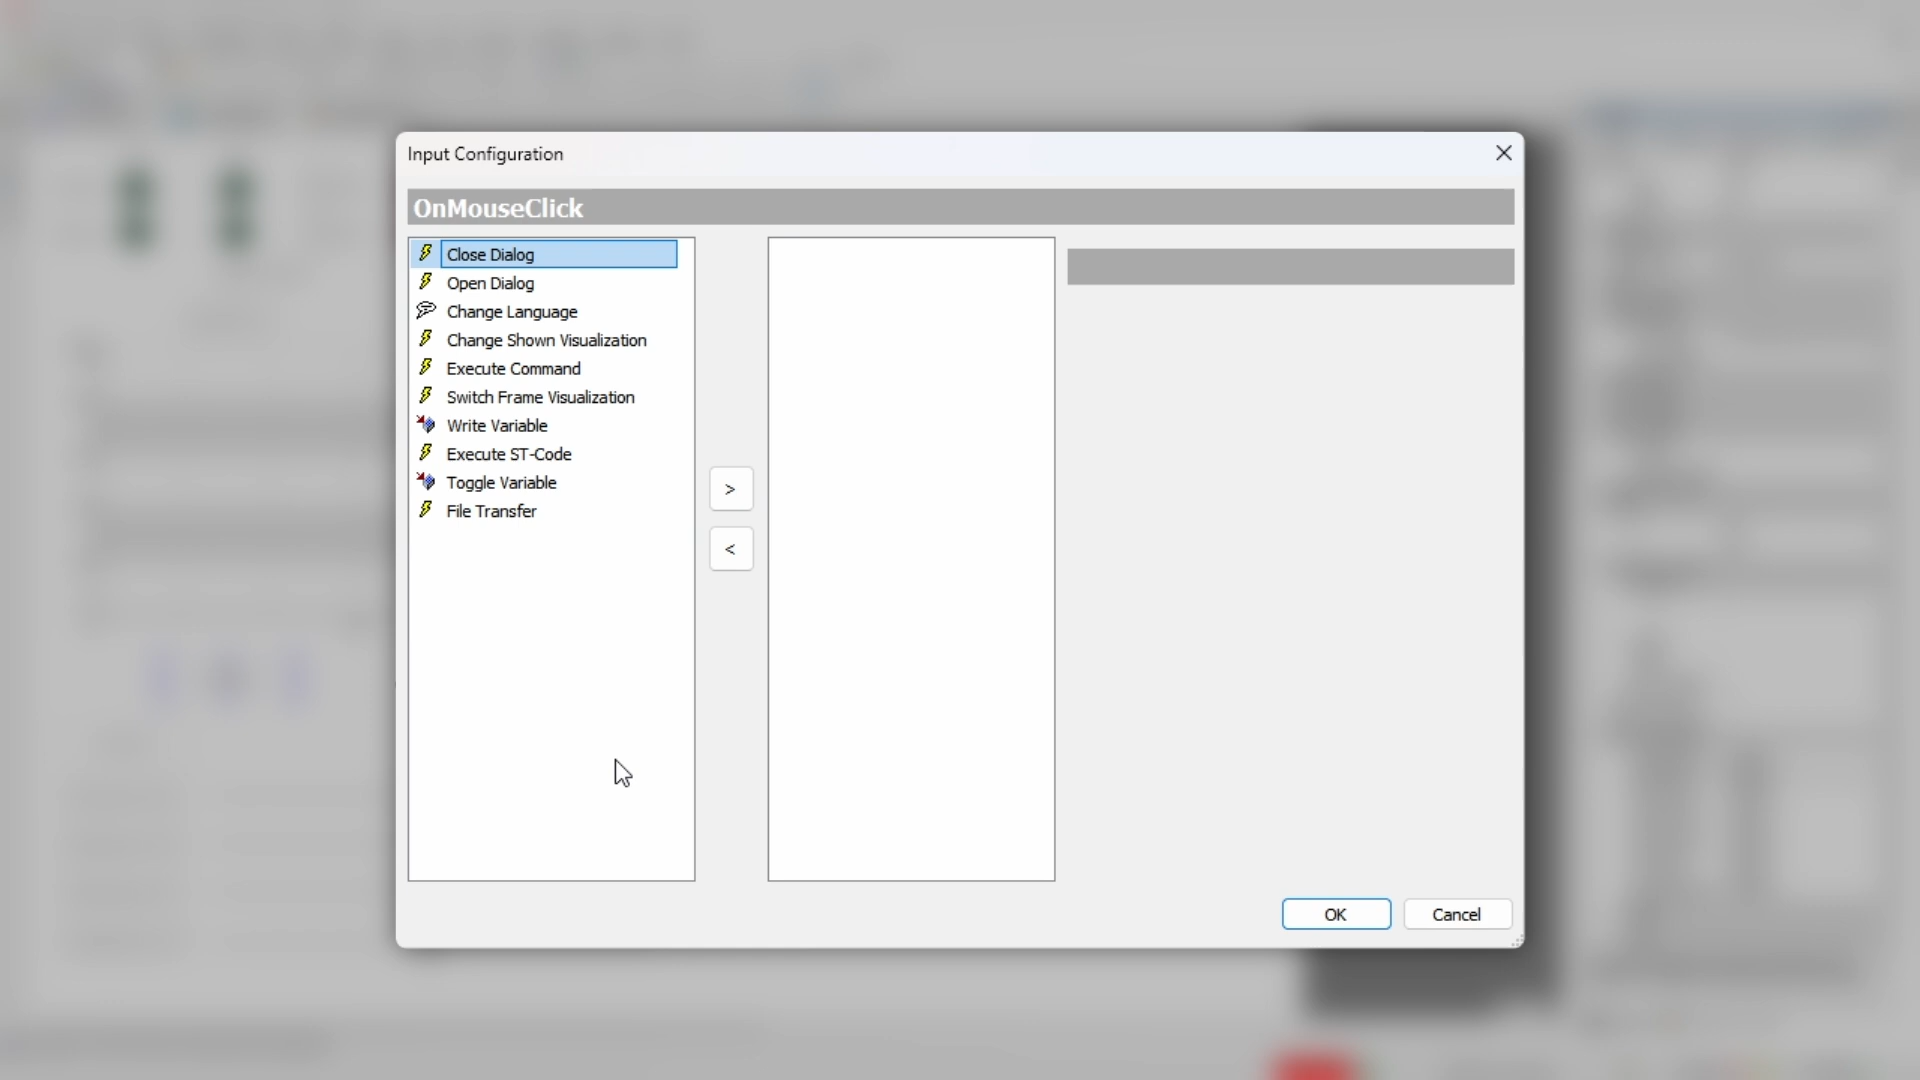 Input Configuration
OnMouseClick
Close Dialog
Open Dialog
Change Language
Change Shown Visualization
Execute Command
Switch Frame Visualization
Write Variable
Execute ST-Code
Toggle Variable
File Transfer
>
<
OK
Cancel